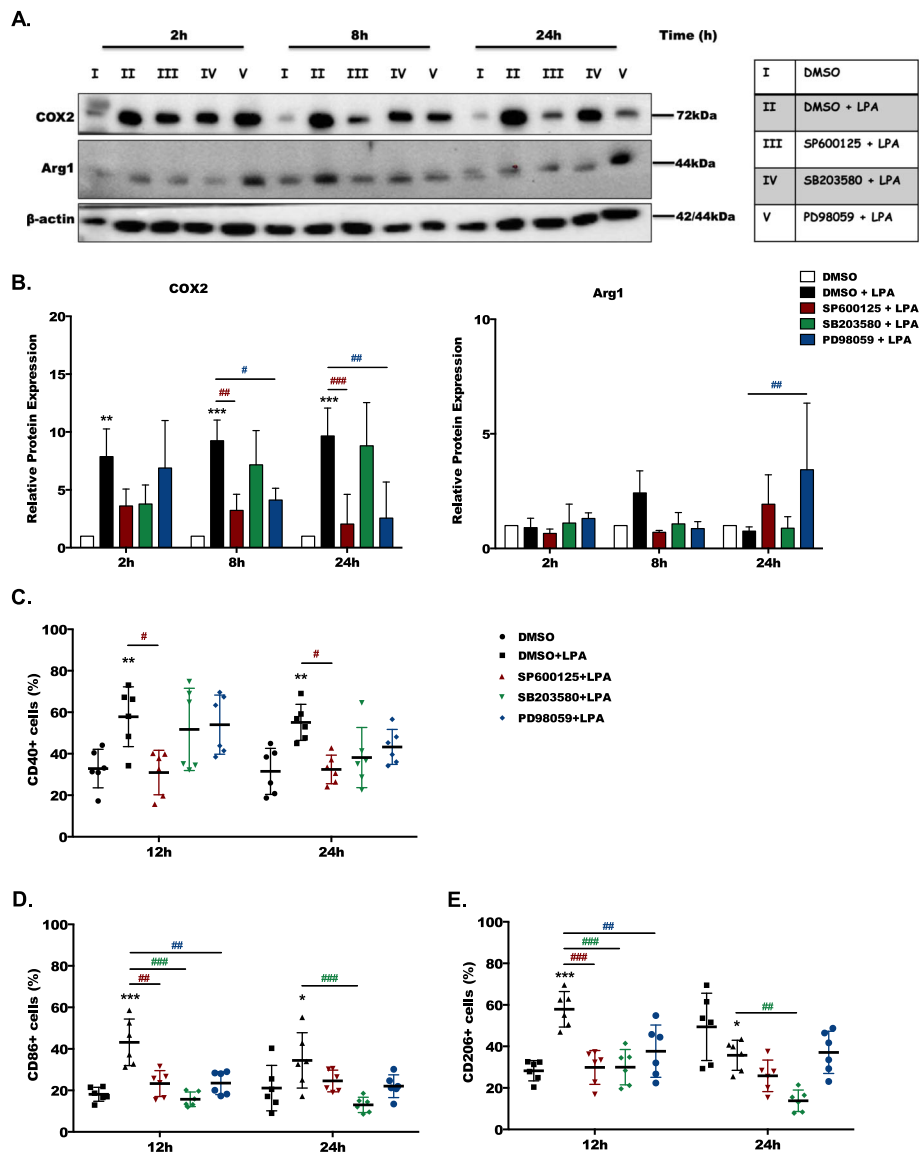 A.
2h 8h 24h Time (h)
I II III IV V I II III IV V I II III IV V
COX2 72kDa
Arg1 44kDa
β-actin 42/44kDa
I DMSO
II DMSO + LPA
III SP600125 + LPA
IV SB203580 + LPA
V PD98059 + LPA
B.
COX2
Relative Protein Expression
20
15
10
5
0
** *** ## # *** ### ##
2h 8h 24h
Arg1
Relative Protein Expression
10
5
0
##
2h 8h 24h
DMSO
DMSO + LPA
SP600125 + LPA
SB203580 + LPA
PD98059 + LPA
C.
CD40+ cells (%)
100
80
60
40
20
0
** # ** #
12h 24h
DMSO
DMSO+LPA
SP600125+LPA
SB203580+LPA
PD98059+LPA
D.
CD86+ cells (%)
100
80
60
40
20
0
*** ## ### ## * ###
12h 24h
E.
CD206+ cells (%)
100
80
60
40
20
0
*** ### ### ## * ##
12h 24h